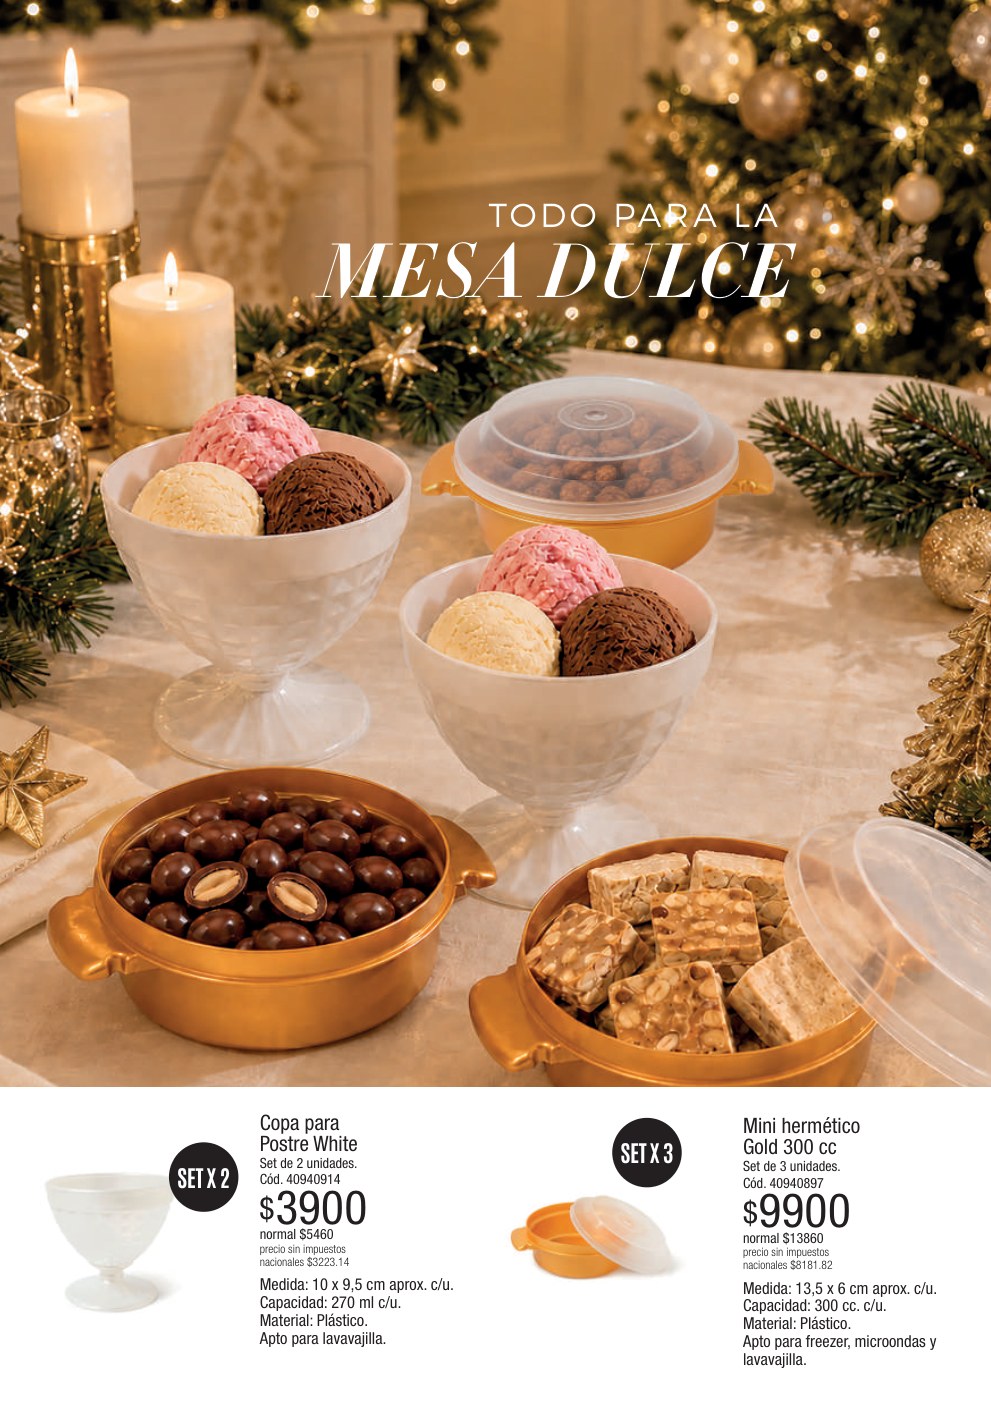 TODO PARA LA
MESA DULCE
SET X 2
Copa para
Postre White
Set de 2 unidades.
Cód. 40940914
$3900
normal $5460
precio sin impuestos
nacionales $3223.14
Medida: 10 x 9,5 cm aprox. c/u.
Capacidad: 270 ml c/u.
Material: Plástico.
Apto para lavavajilla.
SET X 3
Mini hermético
Gold 300 cc
Set de 3 unidades.
Cód. 40940897
$9900
normal $13860
precio sin impuestos
nacionales $8181.82
Medida: 13,5 x 6 cm aprox. c/u.
Capacidad: 300 cc. c/u.
Material: Plástico.
Apto para freezer, microondas y
lavavajilla.